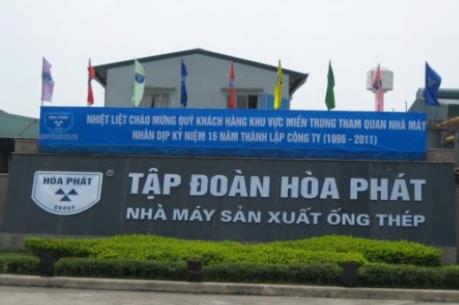 HÒA PHÁT
NHIỆT LIỆT CHÀO MỪNG QUÝ KHÁCH HÀNG KHU VỰC MIỀN TRUNG THAM QUAN NHÀ MÁY
NHÂN DỊP KỶ NIỆM 15 NĂM THÀNH LẬP CÔNG TY (1996 - 2011)
HÒA PHÁT
GROUP
TẬP ĐOÀN HÒA PHÁT
NHÀ MÁY SẢN XUẤT ỐNG THÉP